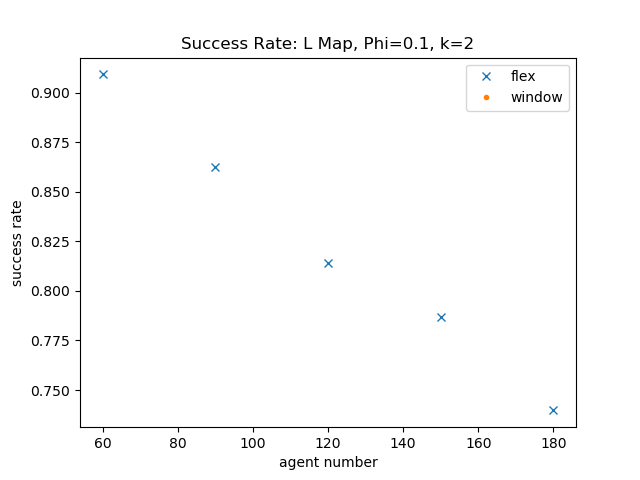 Success Rate: L Map, Phi=0.1, k=2
flex
window
0.900
0.875
0.850
0.825
0.800
0.775
0.750
success rate
60 80 100 120 140 160 180
agent number